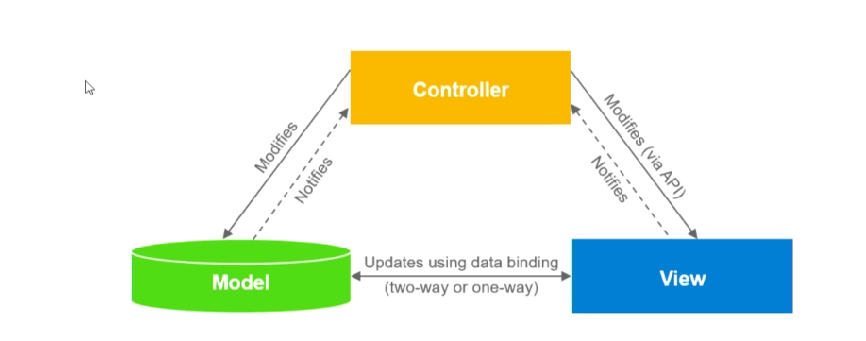 Controller
Modifies
Notifies
Modifies (via API)
Notifies
Updates using data binding
(two-way or one-way)
Model
View